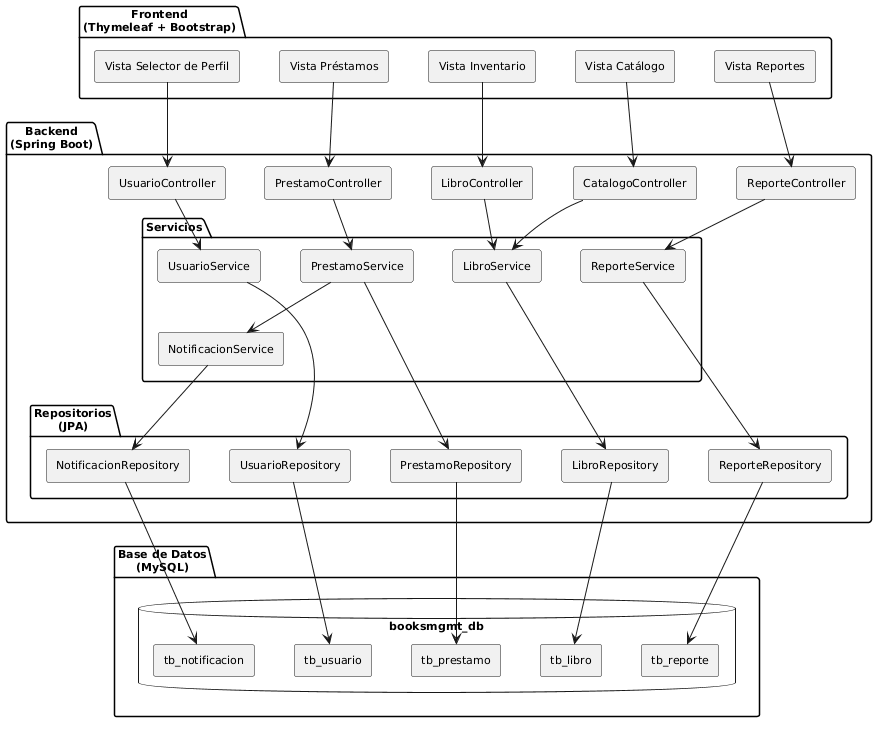 Frontend
(Thymeleaf + Bootstrap)
Vista Selector de Perfil
Vista Préstamos
Vista Inventario
Vista Catálogo
Vista Reportes
Backend
(Spring Boot)
UsuarioController
PrestamoController
LibroController
CatalogoController
ReporteController
Servicios
UsuarioService
PrestamoService
LibroService
ReporteService
NotificacionService
Repositorios
(JPA)
NotificacionRepository
UsuarioRepository
PrestamoRepository
LibroRepository
ReporteRepository
Base de Datos
(MySQL)
booksmgmt_db
tb_notificacion
tb_usuario
tb_prestamo
tb_libro
tb_reporte